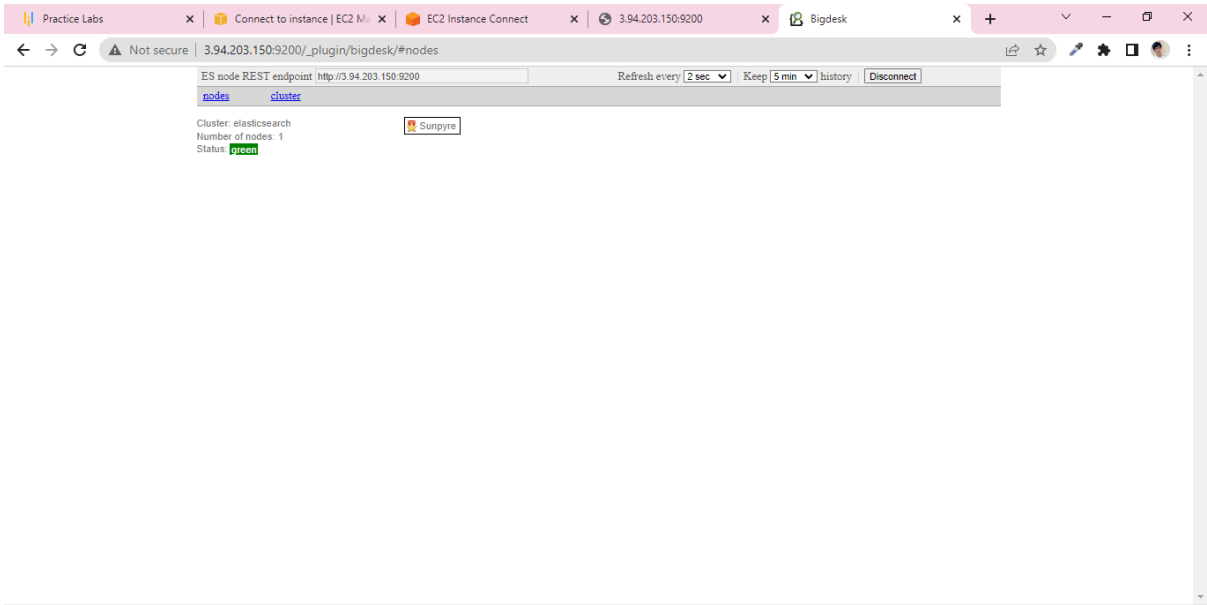 Practice Labs
Connect to instance | EC2 Ma
EC2 Instance Connect
3.94.203.150:9200
Bigdesk
Not secure
3.94.203.150:9200/_plugin/bigdesk/#nodes
ES node REST endpoint http://3.94.203.150:9200 Refresh every 2 sec Keep 5 min history Disconnect
nodes cluster
Cluster: elasticsearch
Number of nodes: 1
Status: green
Sunpyre